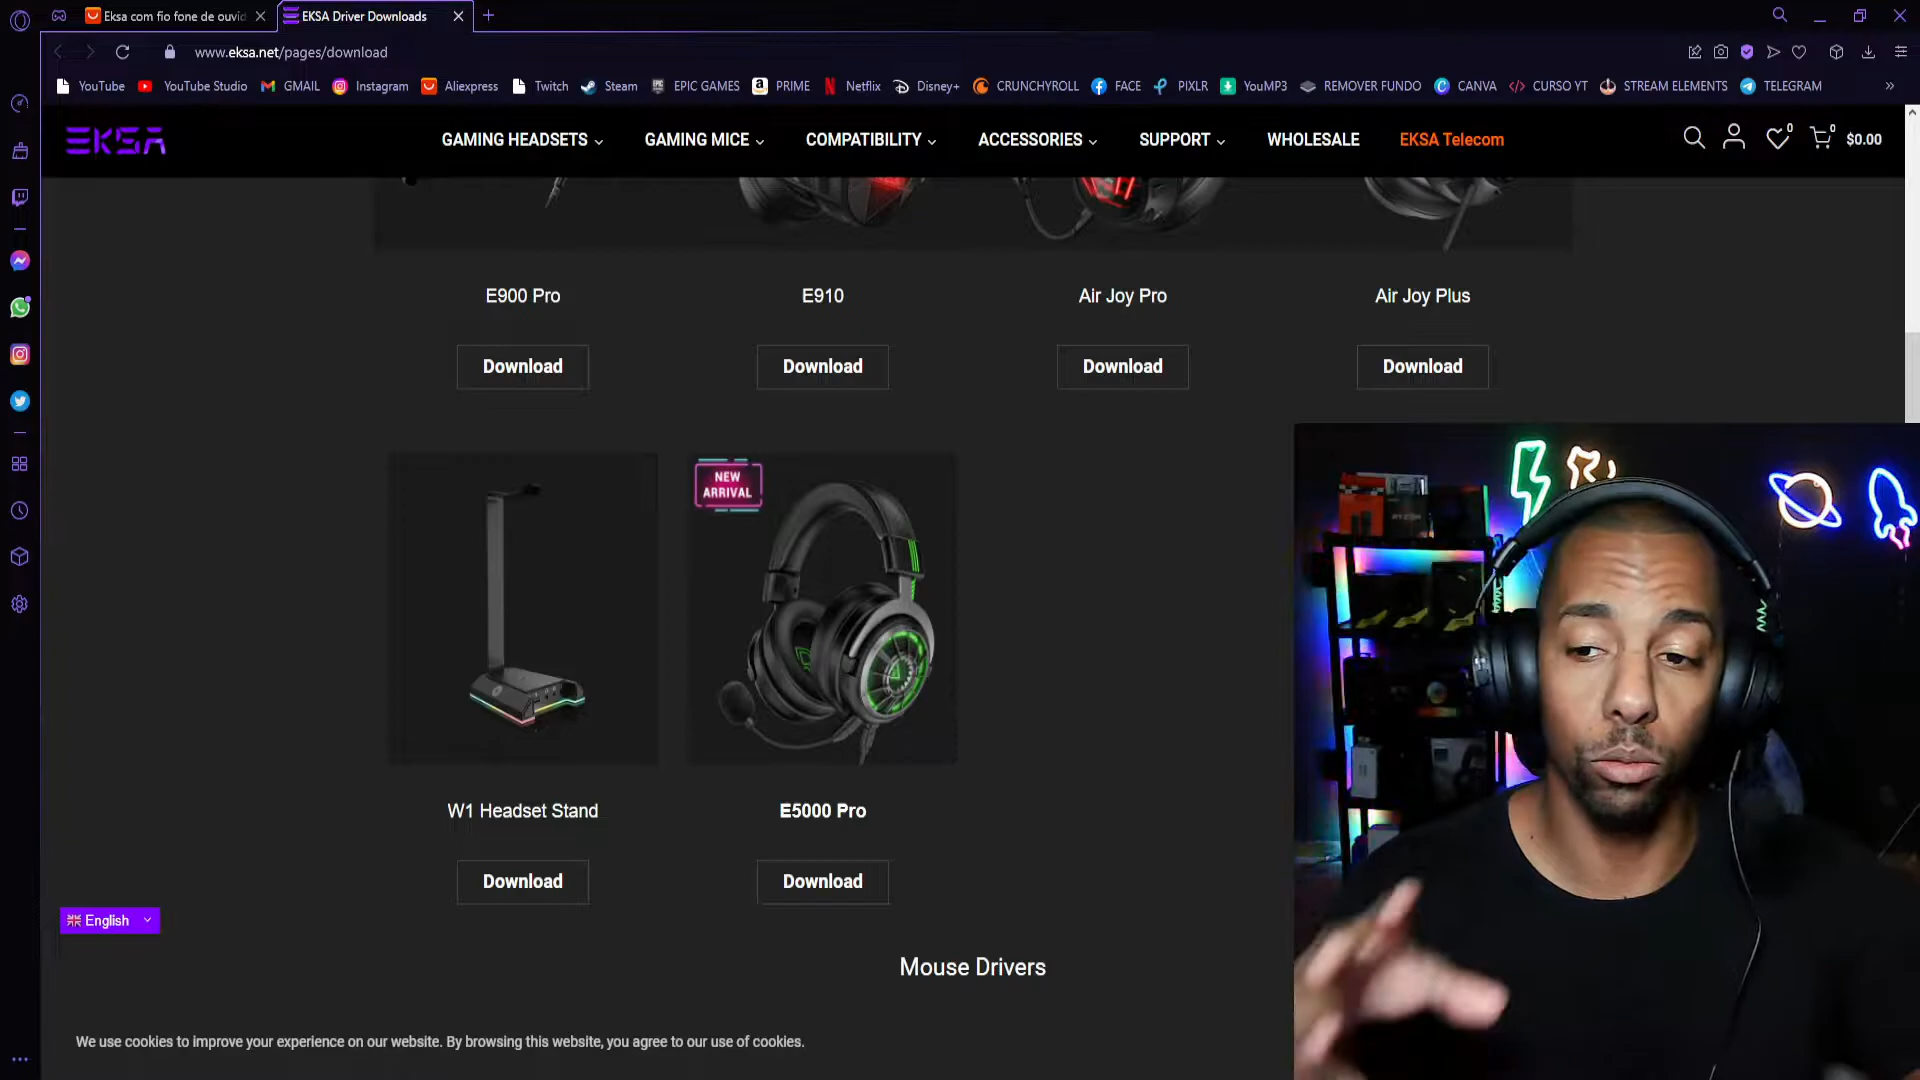 Eksa com fio fone de ouvid
EKSA Driver Downloads
www.eksa.net/pages/download
YouTube YouTube Studio GMAIL Instagram Aliexpress Twitch Steam EPIC GAMES PRIME Netflix Disney+ CRUNCHYROLL FACE PIXLR YouMP3 REMOVER FUNDO CANVA CURSO YT STREAM ELEMENTS TELEGRAM
EKSA
GAMING HEADSETS GAMING MICE COMPATIBILITY ACCESSORIES SUPPORT WHOLESALE EKSA Telecom
0 0 $0.00
E900 Pro E910 Air Joy Pro Air Joy Plus
Download Download Download Download
NEW
ARRIVAL
W1 Headset Stand E5000 Pro
Download Download
English
Mouse Drivers
We use cookies to improve your experience on our website. By browsing this website, you agree to our use of cookies.